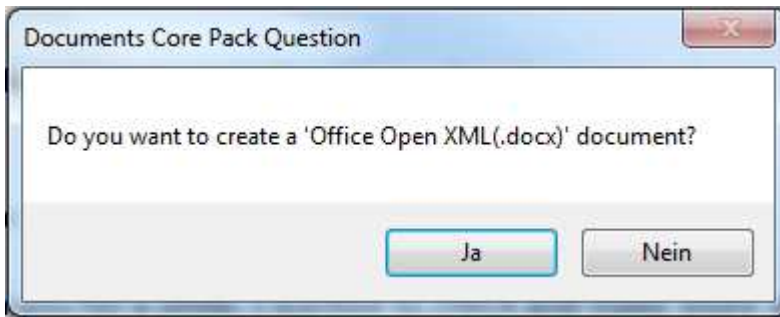 Documents Core Pack Question
Do you want to create a 'Office Open XML(.docx)' document?
Ja
Nein